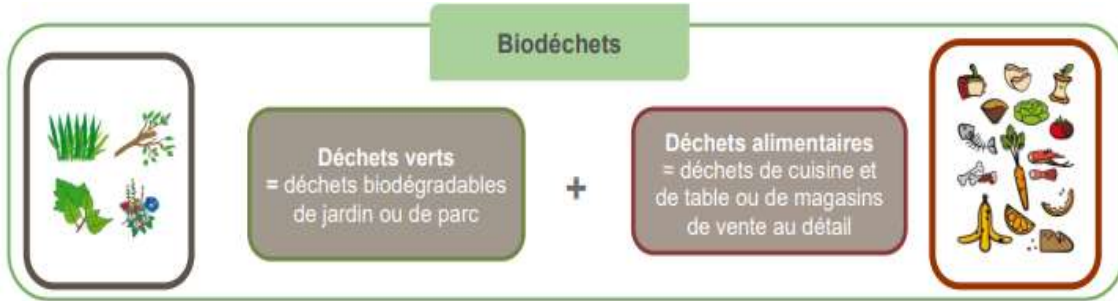 Biodéchets
Déchets verts
= déchets biodégradables
de jardin ou de parc
+
Déchets alimentaires
= déchets de cuisine et
de table ou de magasins
de vente au détail